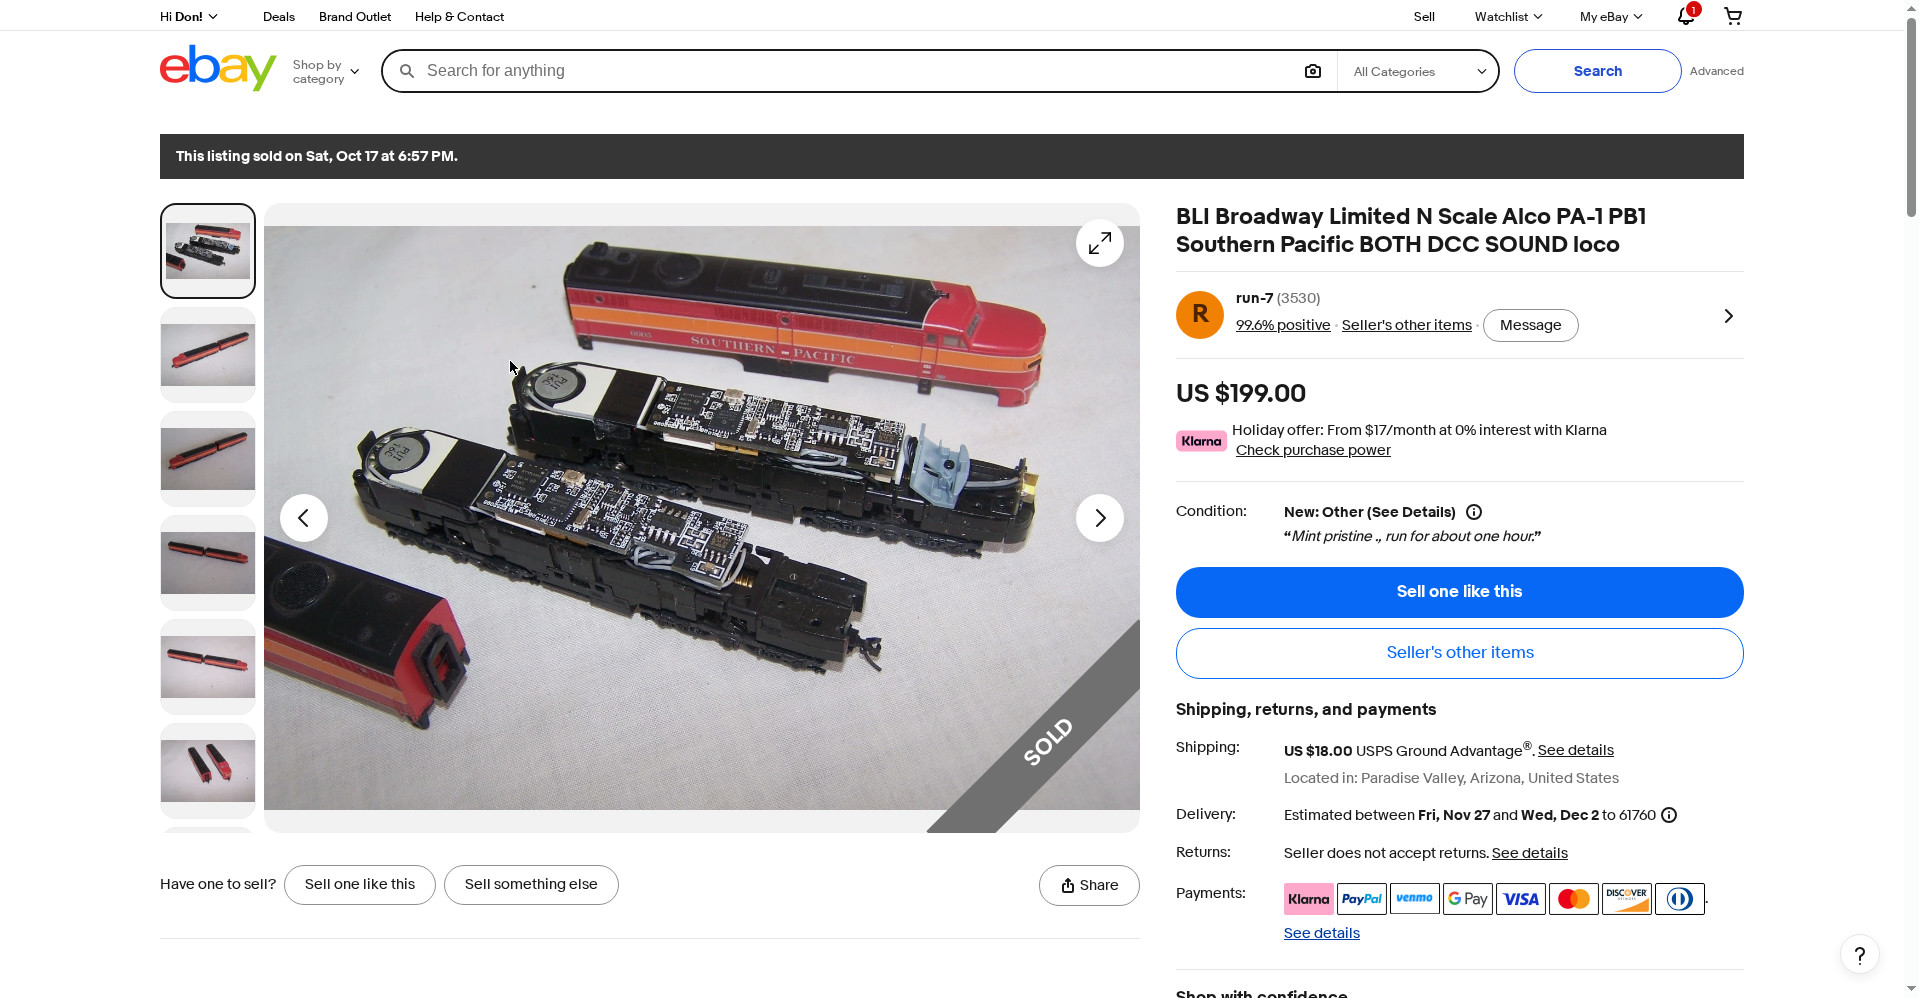 Hi Don!
Deals
Brand Outlet
Help & Contact
Sell
Watchlist
My eBay
1
ebay
Shop by
category
Search for anything
All Categories
Search
Advanced
This listing sold on Sat, Oct 17 at 6:57 PM.
SOUTHERN PACIFIC
SOLD
Have one to sell?
Sell one like this
Sell something else
Share
BLI Broadway Limited N Scale Alco PA-1 PB1
Southern Pacific BOTH DCC SOUND loco
R
run-7 (3530)
99.6% positive · Seller's other items · Message
US $199.00
Klarna Holiday offer: From $17/month at 0% interest with Klarna
Check purchase power
Condition: New: Other (See Details)
“Mint pristine ., run for about one hour.”
Sell one like this
Seller's other items
Shipping, returns, and payments
Shipping: US $18.00 USPS Ground Advantage®. See details
Located in: Paradise Valley, Arizona, United States
Delivery: Estimated between Fri, Nov 27 and Wed, Dec 2 to 61760
Returns: Seller does not accept returns. See details
Payments: Klarna PayPal venmo G Pay VISA DISCOVER .
See details
Shop with confidence
?